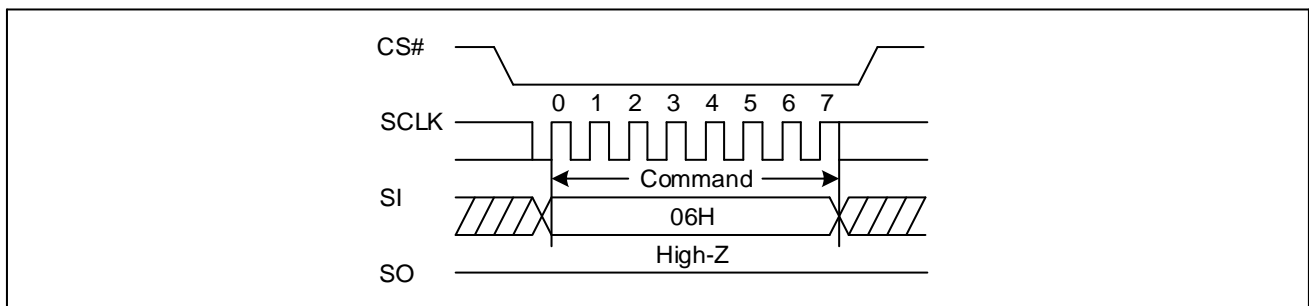 CS#
0 1 2 3 4 5 6 7
SCLK
Command
SI
06H
High-Z
SO